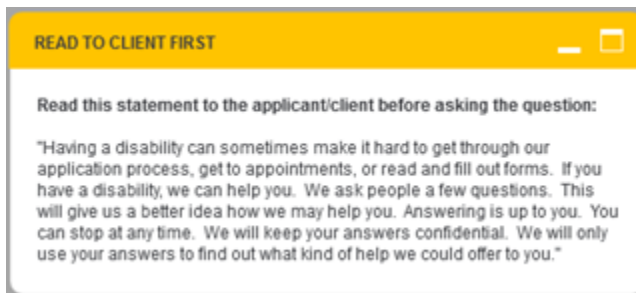 READ TO CLIENT FIRST
Read this statement to the applicant/client before asking the question:
"Having a disability can sometimes make it hard to get through our
application process, get to appointments, or read and fill out forms.  If you
have a disability, we can help you.  We ask people a few questions.  This
will give us a better idea how we may help you.  Answering is up to you.  You
can stop at any time.  We will keep your answers confidential.  We will only
use your answers to find out what kind of help we could offer to you."